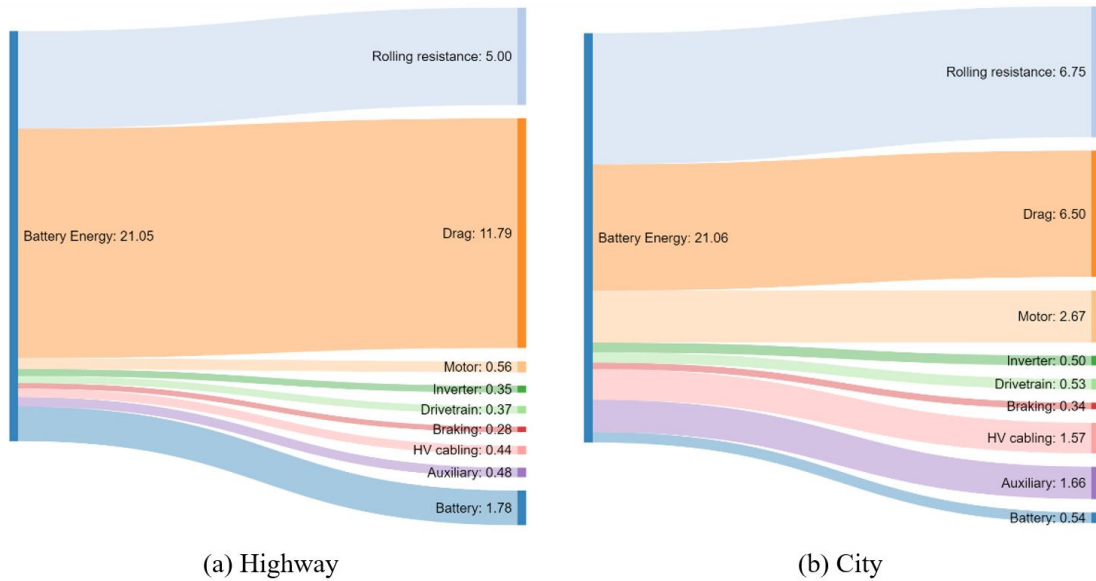 Rolling resistance: 5.00
Battery Energy: 21.05
Drag: 11.79
Motor: 0.56
Inverter: 0.35
Drivetrain: 0.37
Braking: 0.28
HV cabling: 0.44
Auxiliary: 0.48
Battery: 1.78
(a) Highway
Rolling resistance: 6.75
Drag: 6.50
Battery Energy: 21.06
Motor: 2.67
Inverter: 0.50
Drivetrain: 0.53
Braking: 0.34
HV cabling: 1.57
Auxiliary: 1.66
Battery: 0.54
(b) City